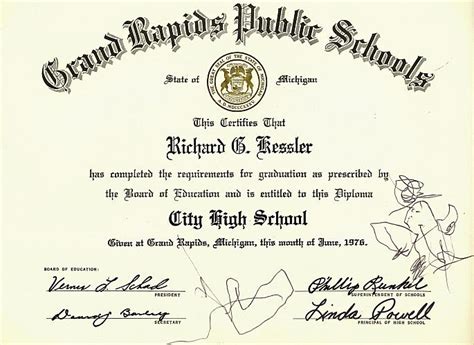 Grand Rapids Public Schools
State of Michigan
This Certifies That
Richard G. Kessler
has completed the requirements for graduation as prescribed by
the Board of Education and is entitled to this Diploma
City High School
Given at Grand Rapids, Michigan, this month of June, 1976.
BOARD OF EDUCATION:
PRESIDENT
SECRETARY
Phillip Runkel
SUPERINTENDENT OF SCHOOLS
Linda Powell
PRINCIPAL OF HIGH SCHOOL